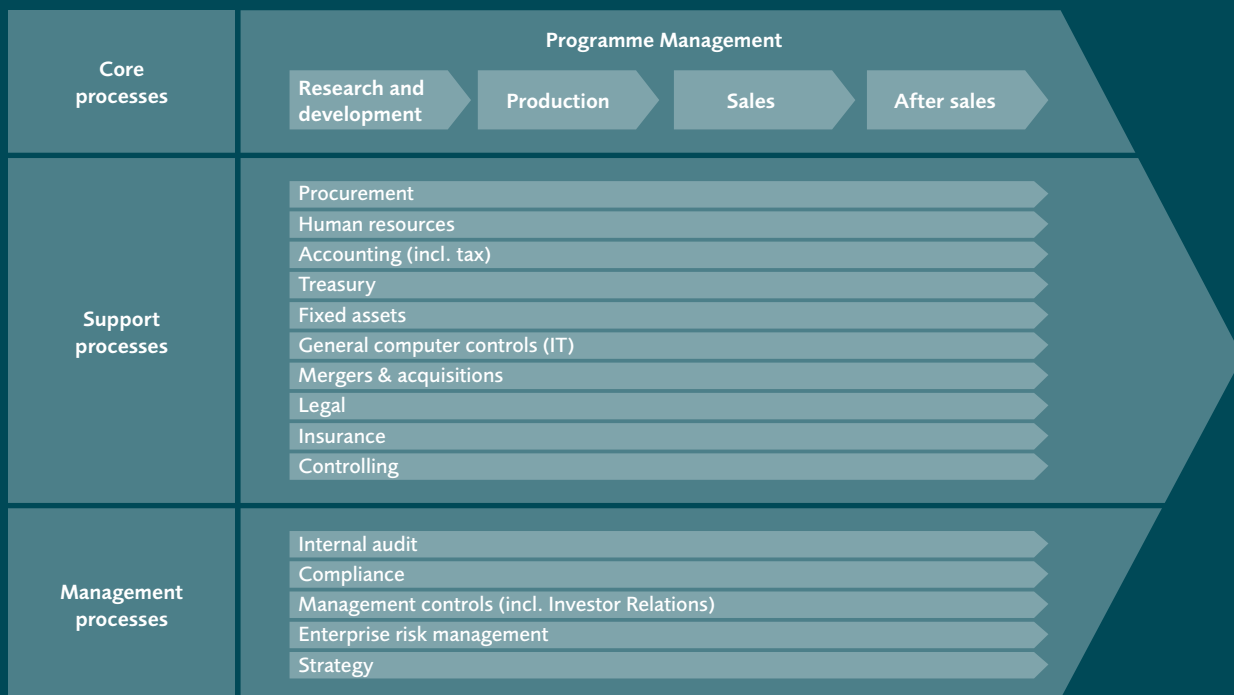 Core
processes
Programme Management
Research and
development
Production
Sales
After sales
Support
processes
Procurement
Human resources
Accounting (incl. tax)
Treasury
Fixed assets
General computer controls (IT)
Mergers & acquisitions
Legal
Insurance
Controlling
Management
processes
Internal audit
Compliance
Management controls (incl. Investor Relations)
Enterprise risk management
Strategy